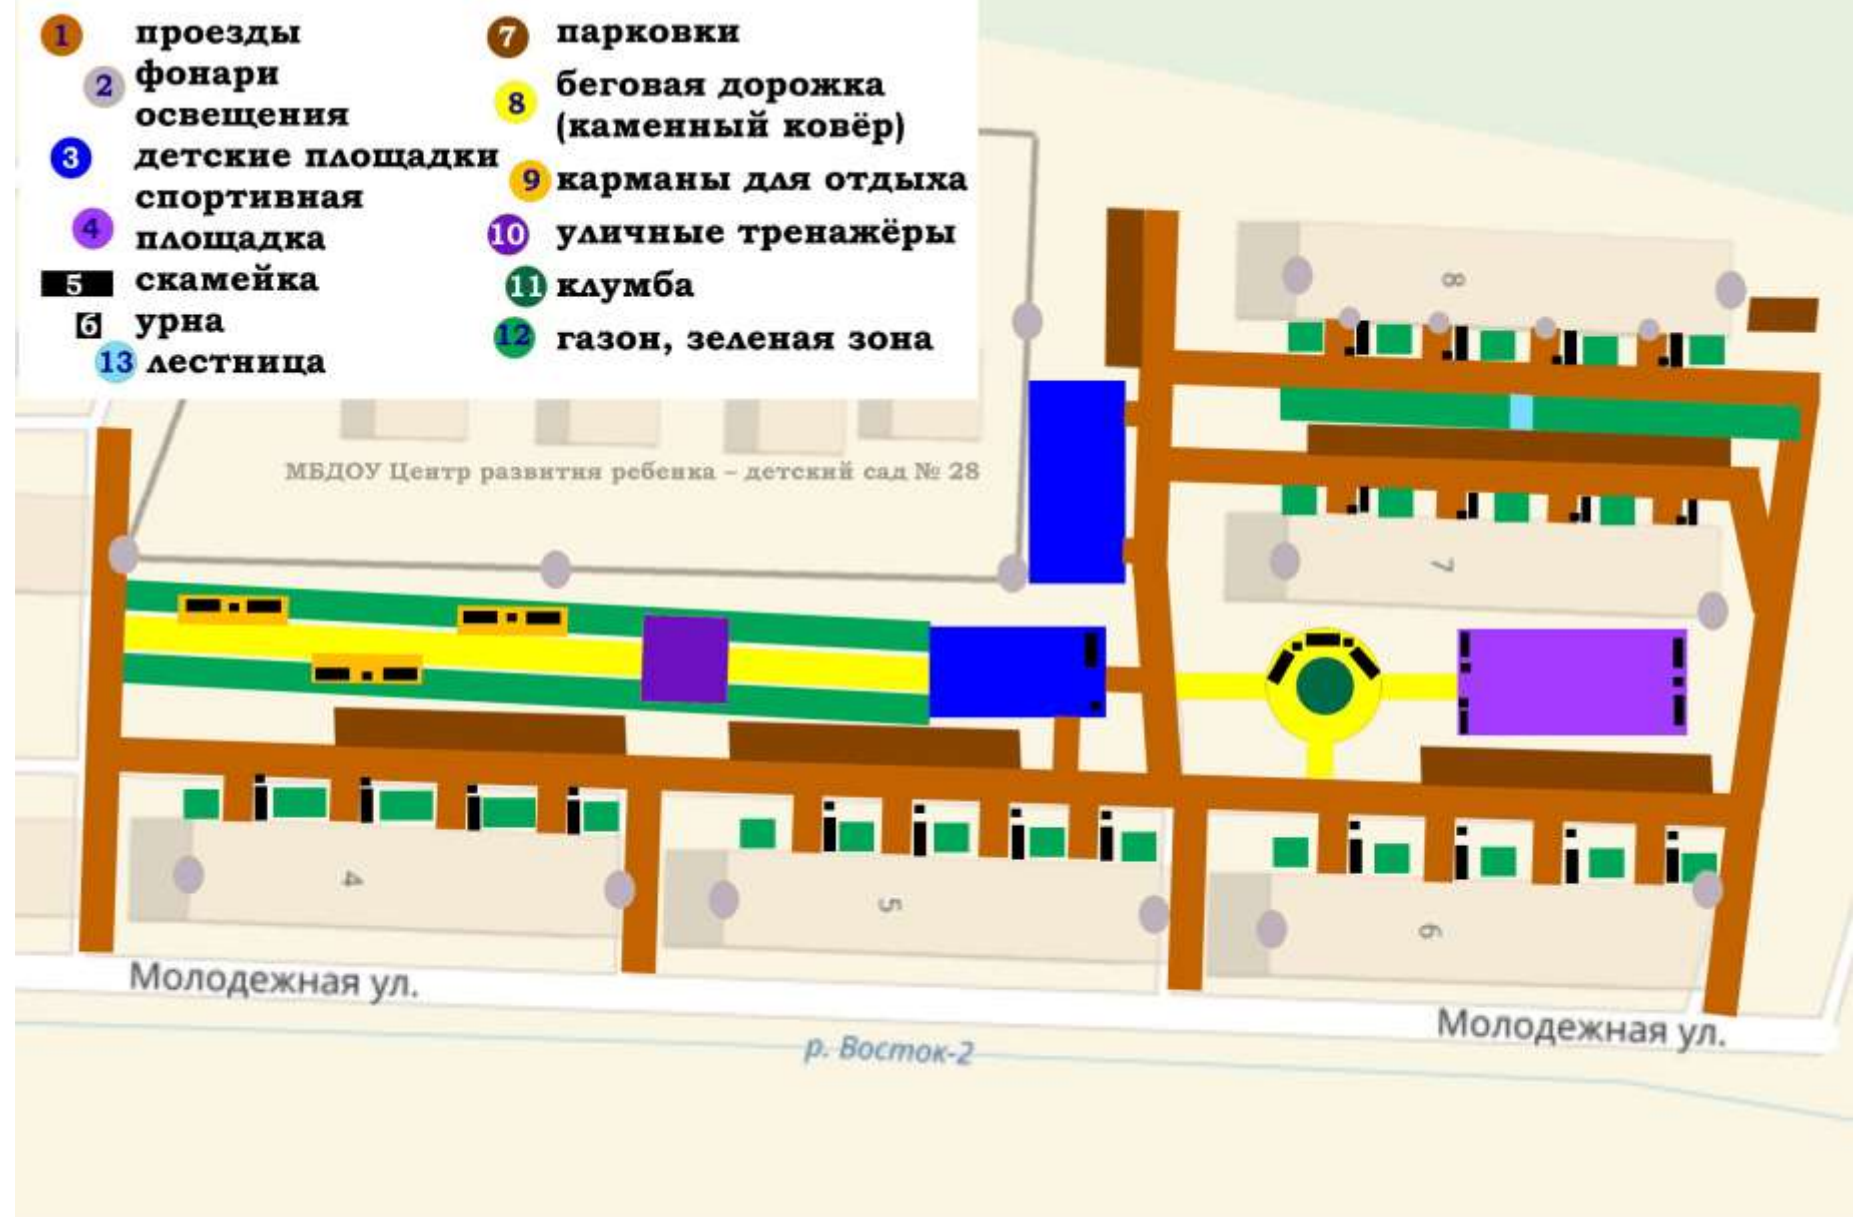 1 проезды
2 фонари
освещения
3 детские площадки
4 спортивная
площадка
5 скамейка
6 урна
13 лестница
7 парковки
8 беговая дорожка
(каменный ковёр)
9 карманы для отдыха
10 уличные тренажёры
11 клумба
12 газон, зеленая зона
8
МБДОУ Центр развития ребенка – детский сад № 28
7
4
5
6
Молодежная ул.
Молодежная ул.
р. Восток-2